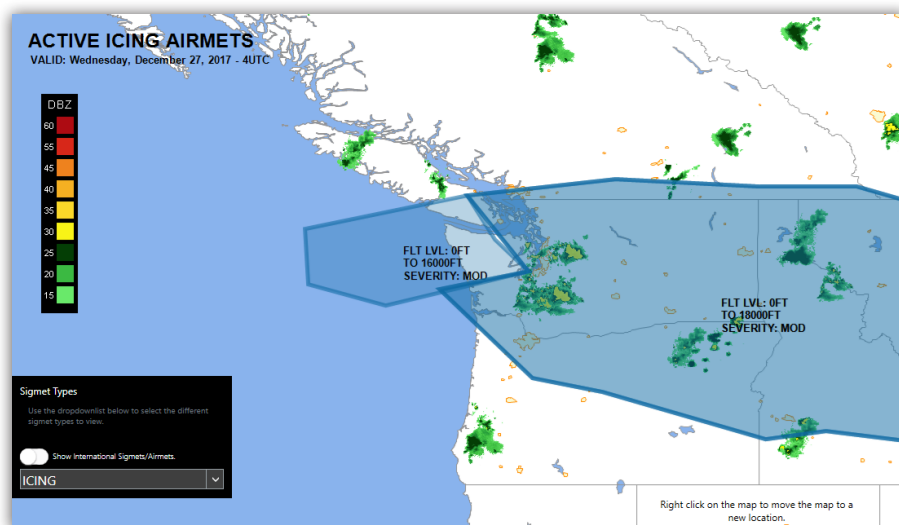 ACTIVE ICING AIRMETS
VALID: Wednesday, December 27, 2017 - 4UTC
DBZ
60
55
45
40
35
30
25
20
15
FLT LVL: 0FT
TO 16000FT
SEVERITY: MOD
FLT LVL: 0FT
TO 18000FT
SEVERITY: MOD
Sigmet Types
Use the dropdownlist below to select the different
sigmet types to view.
Show International Sigmets/Airmets.
ICING
Right click on the map to move the map to a
new location.